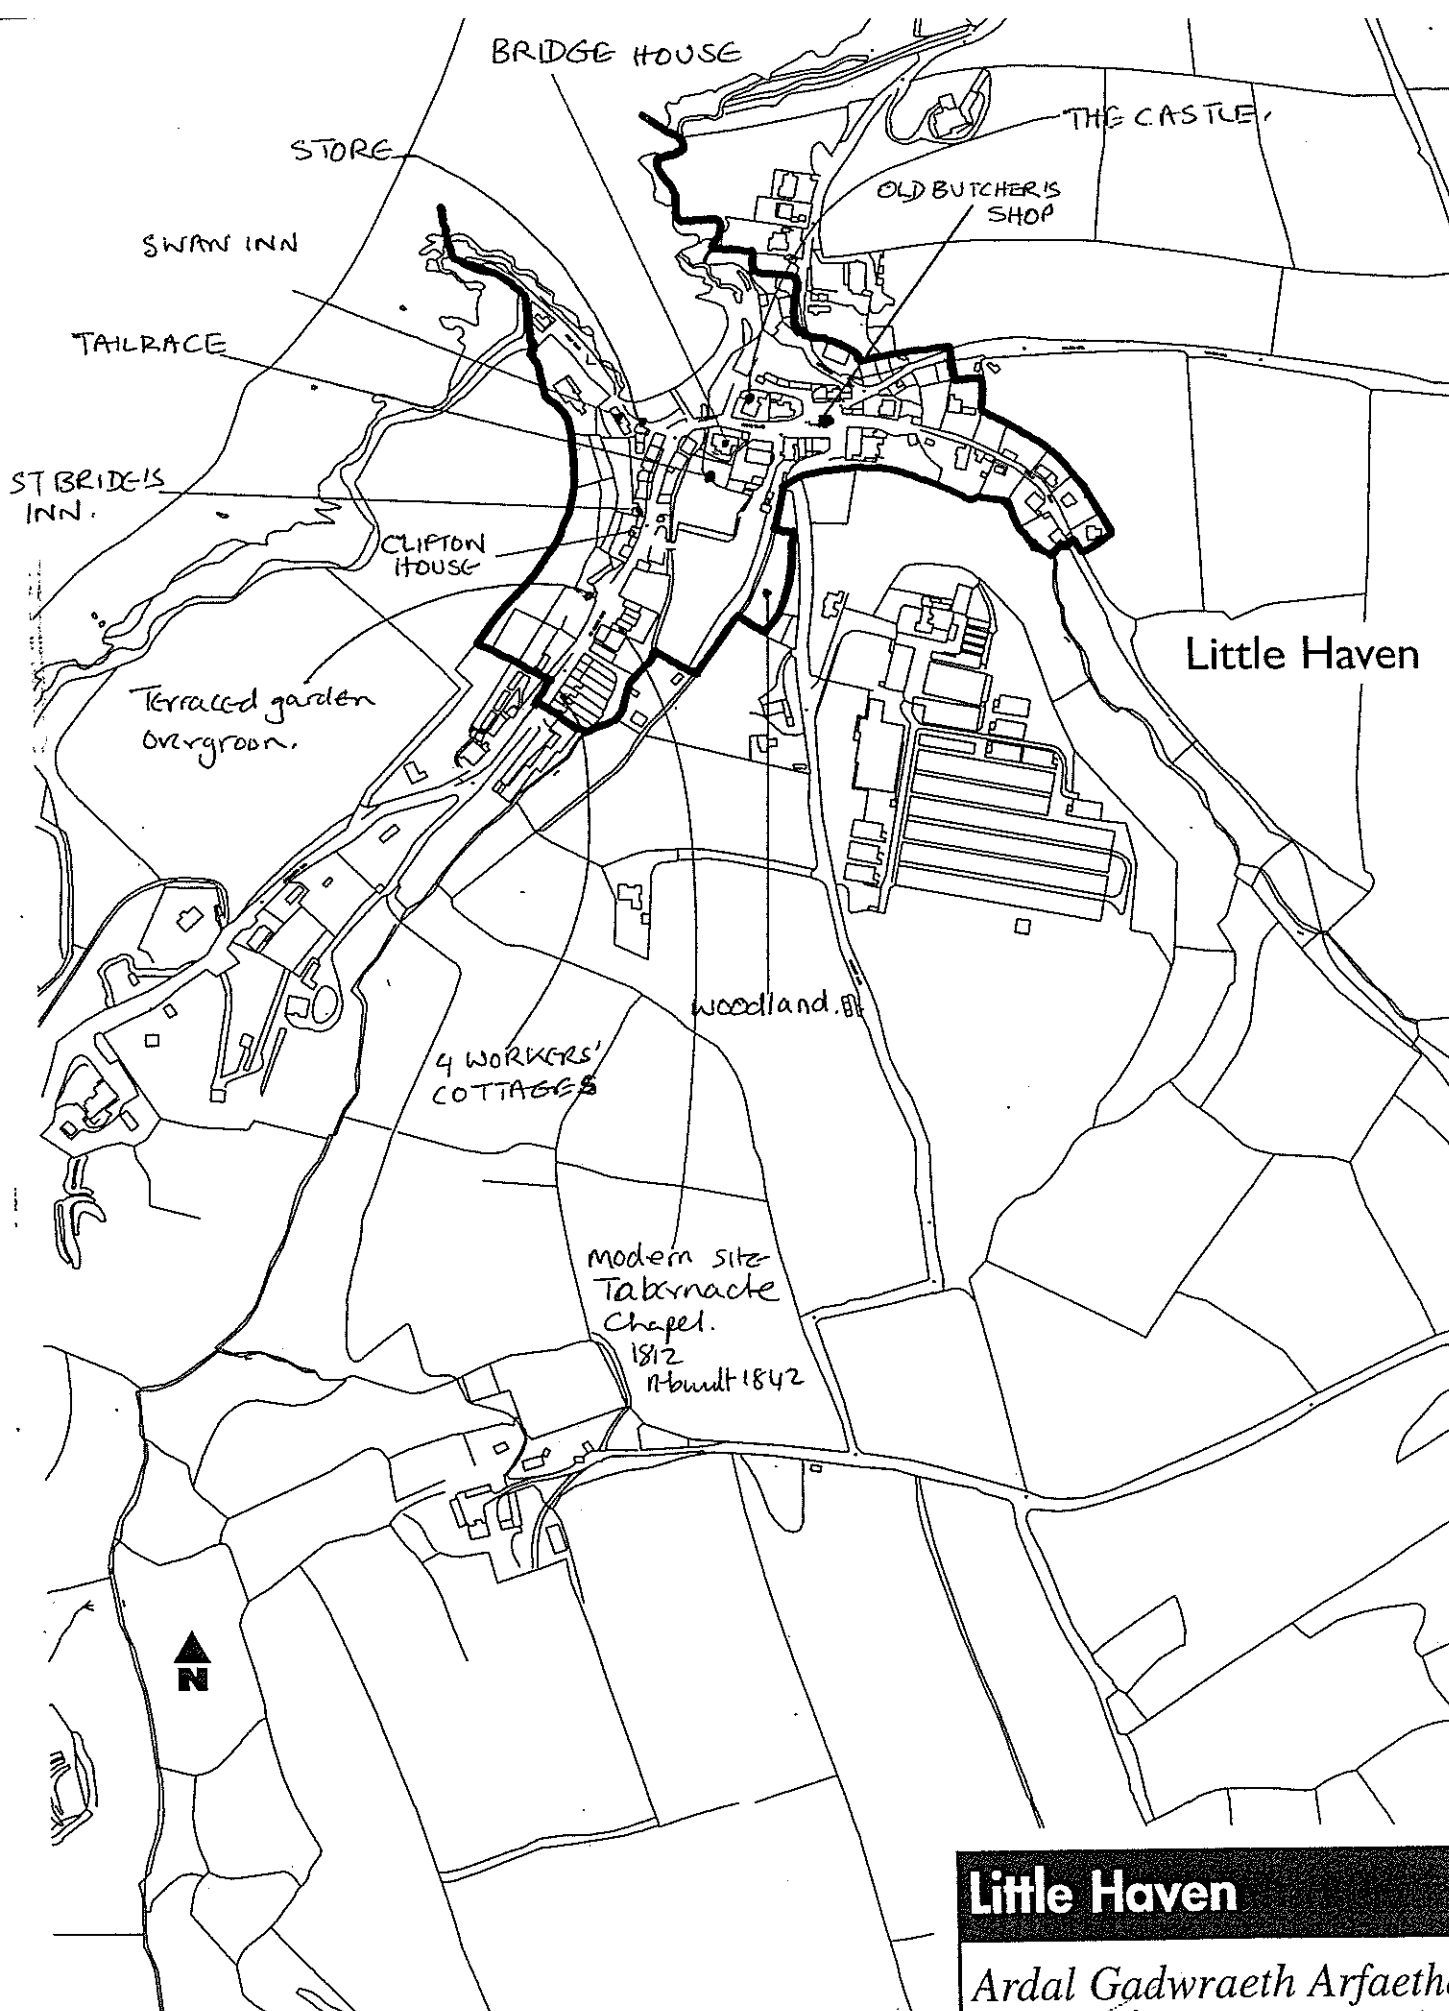 BRIDGE HOUSE
THE CASTLE.
STORE
OLD BUTCHER'S
SHOP
SWAN INN
TAILRACE
ST BRIDE'S
INN.
CLIFTON
HOUSE
Little Haven
Terraced garden
overgroon.
woodland.
4 WORKERS'
COTTAGES
Modern site
Tabernacle
Chapel.
1812
Rebuilt 1842
N
Little Haven
Ardal Gadwraeth Arfaeth